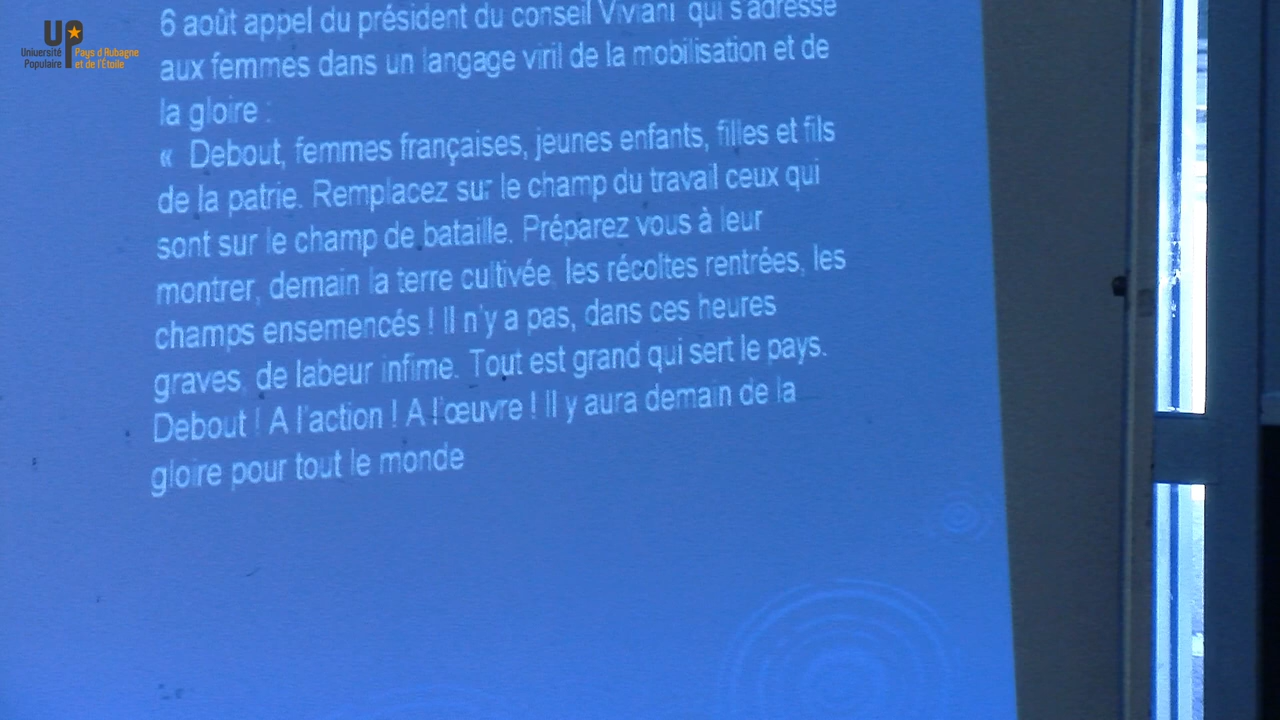 UP
Université
Populaire
Pays d'Aubagne
et de l'Étoile
6 août appel du président du conseil Viviani qui s'adresse
aux femmes dans un langage viril de la mobilisation et de
la gloire :
« Debout, femmes françaises, jeunes enfants, filles et fils
de la patrie. Remplacez sur le champ du travail ceux qui
sont sur le champ de bataille. Préparez vous à leur
montrer, demain la terre cultivée, les récoltes rentrées, les
champs ensemencés ! Il n'y a pas, dans ces heures
graves, de labeur infime. Tout est grand qui sert le pays.
Debout ! A l'action ! A l'œuvre ! Il y aura demain de la
gloire pour tout le monde